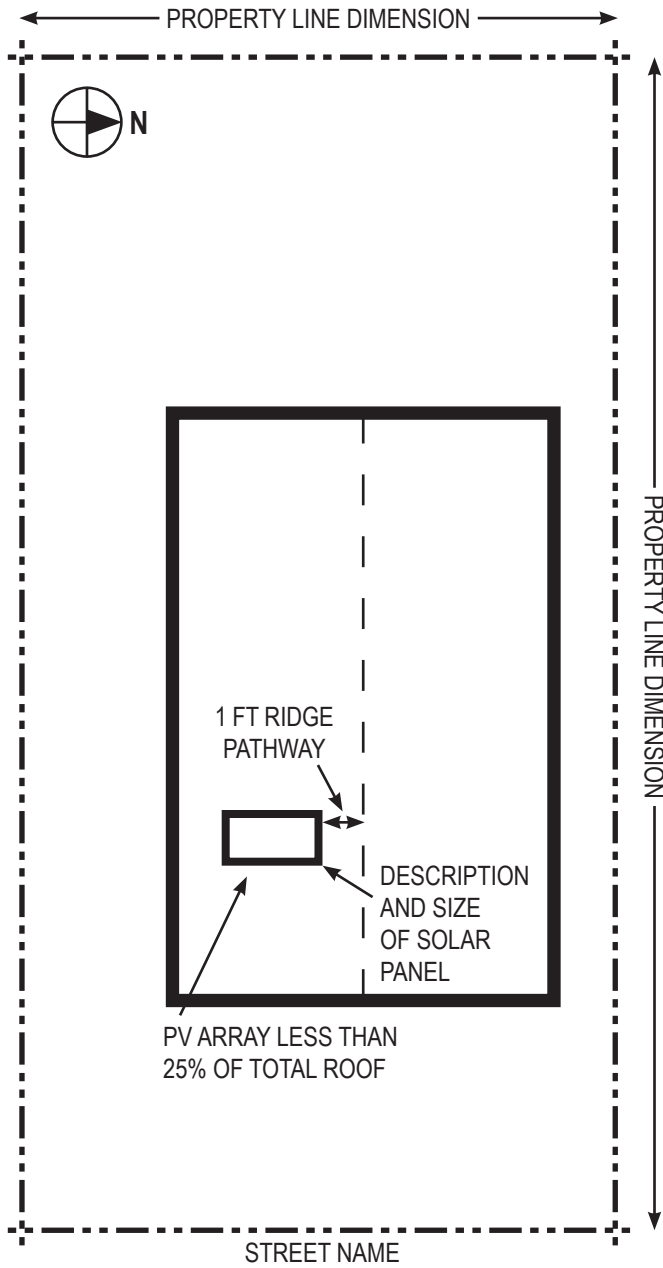 PROPERTY LINE DIMENSION
N
PROPERTY LINE DIMENSION
1 FT RIDGE
PATHWAY
DESCRIPTION
AND SIZE
OF SOLAR
PANEL
PV ARRAY LESS THAN
25% OF TOTAL ROOF
STREET NAME